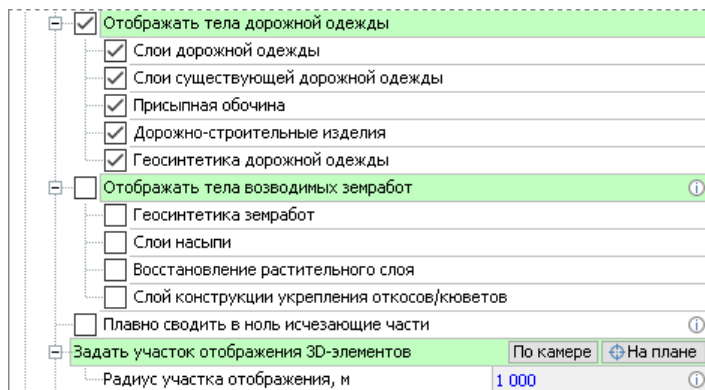 Отображать тела дорожной одежды
Слои дорожной одежды
Слои существующей дорожной одежды
Присыпная обочина
Дорожно-строительные изделия
Геосинтетика дорожной одежды
Отображать тела возводимых земработ
Геосинтетика земработ
Слои насыпи
Восстановление растительного слоя
Слой конструкции укрепления откосов/кюветов
Плавно сводить в ноль исчезающие части
Задать участок отображения 3D-элементов По камере На плане
Радиус участка отображения, м 1 000